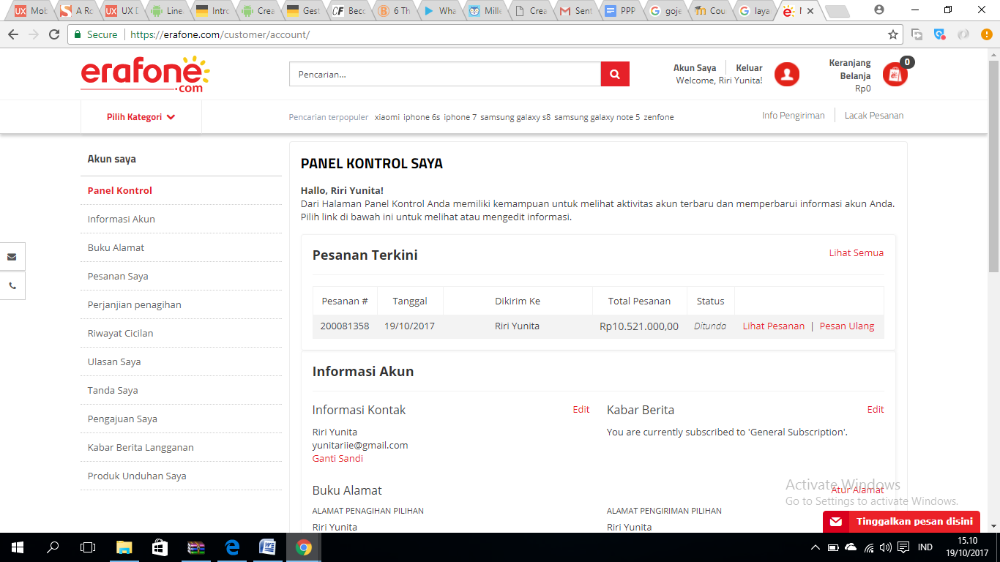 Mob
A Ro
UX D
Line
Intro
Crea
Gest
Beco
6 Th
Wha
Mille
Crea
Sent
PPP
goje
Cou
laya
Secure https://erafone.com/customer/account/
erafone
.com
Pencarian...
Akun Saya Keluar
Welcome, Riri Yunita!
Keranjang
Belanja
Rp0
0
Pilih Kategori
Pencarian terpopuler xiaomi iphone 6s iphone 7 samsung galaxy s8 samsung galaxy note 5 zenfone
Info Pengiriman Lacak Pesanan
Akun saya
Panel Kontrol
Informasi Akun
Buku Alamat
Pesanan Saya
Perjanjian penagihan
Riwayat Cicilan
Ulasan Saya
Tanda Saya
Pengajuan Saya
Kabar Berita Langganan
Produk Unduhan Saya
PANEL KONTROL SAYA
Hallo, Riri Yunita!
Dari Halaman Panel Kontrol Anda memiliki kemampuan untuk melihat aktivitas akun terbaru dan memperbarui informasi akun Anda.
Pilih link di bawah ini untuk melihat atau mengedit informasi.
Pesanan Terkini Lihat Semua
Pesanan # Tanggal Dikirim Ke Total Pesanan Status
200081358 19/10/2017 Riri Yunita Rp10.521.000,00 Ditunda Lihat Pesanan | Pesan Ulang
Informasi Akun
Informasi Kontak Edit
Riri Yunita
yunitariie@gmail.com
Ganti Sandi
Kabar Berita Edit
You are currently subscribed to 'General Subscription'.
Buku Alamat Atur Alamat
ALAMAT PENAGIHAN PILIHAN
Riri Yunita
ALAMAT PENGIRIMAN PILIHAN
Riri Yunita
Activate Windows
Go to Settings to activate Windows.
Tinggalkan pesan disini
IND
15.10
19/10/2017